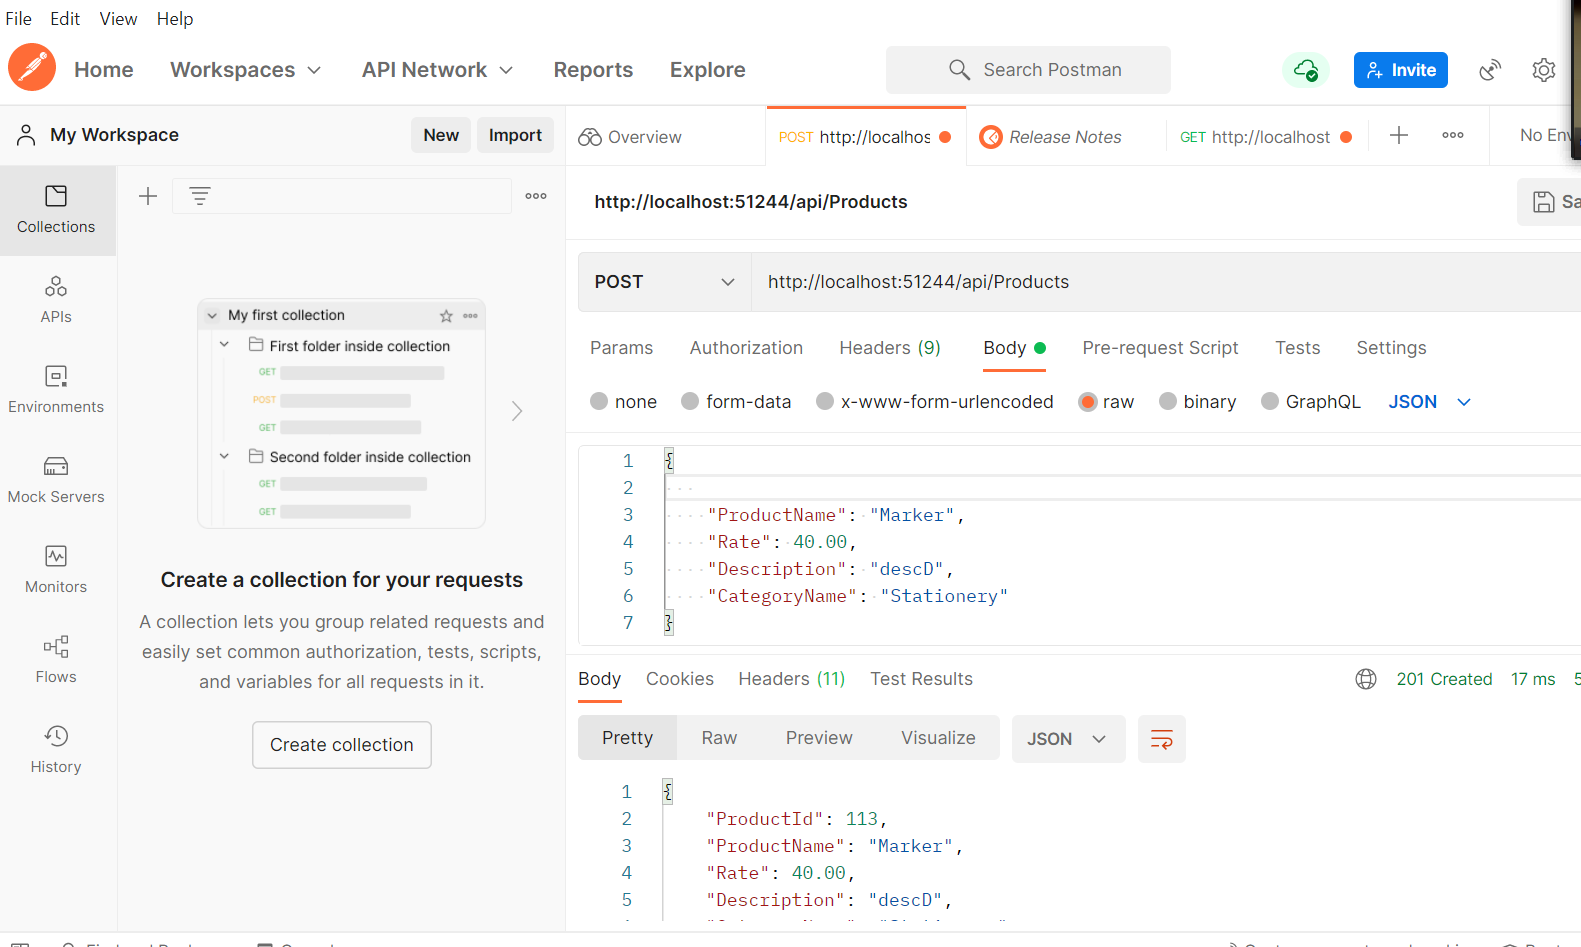 File Edit View Help
Home Workspaces API Network Reports Explore Search Postman Invite
My Workspace New Import Overview POST http://localhos Release Notes GET http://localhost No
Collections
http://localhost:51244/api/Products
APIs
POST http://localhost:51244/api/Products
Environments
Params Authorization Headers (9) Body Pre-request Script Tests Settings
Mock Servers
none form-data x-www-form-urlencoded raw binary GraphQL JSON
Monitors
Flows
History
My first collection
First folder inside collection
GET
POST
GET
Second folder inside collection
GET
GET
Create a collection for your requests
A collection lets you group related requests and
easily set common authorization, tests, scripts,
and variables for all requests in it.
Create collection
1 {
2
3 "ProductName": "Marker",
4 "Rate": 40.00,
5 "Description": "descD",
6 "CategoryName": "Stationery"
7 }
Body Cookies Headers (11) Test Results 201 Created 17 ms
Pretty Raw Preview Visualize JSON
1 {
2 "ProductId": 113,
3 "ProductName": "Marker",
4 "Rate": 40.00,
5 "Description": "descD",